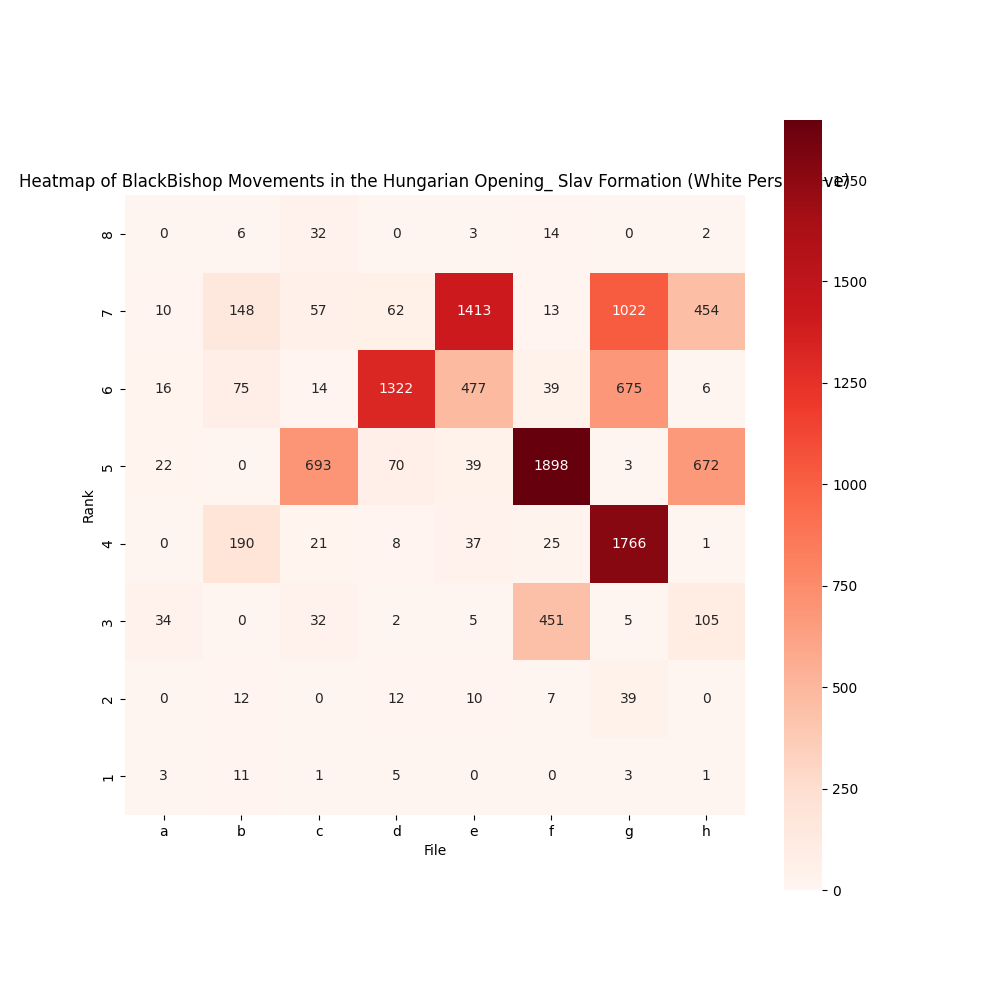 Heatmap of BlackBishop Movements in the Hungarian Opening_ Slav Formation (White Perspective)
8 0 6 32 0 3 14 0 2
7 10 148 57 62 1413 13 1022 454
6 16 75 14 1322 477 39 675 6
5 22 0 693 70 39 1898 3 672
4 0 190 21 8 37 25 1766 1
3 34 0 32 2 5 451 5 105
2 0 12 0 12 10 7 39 0
1 3 11 1 5 0 0 3 1
a b c d e f g h
Rank
File
1750
1500
1250
1000
750
500
250
0